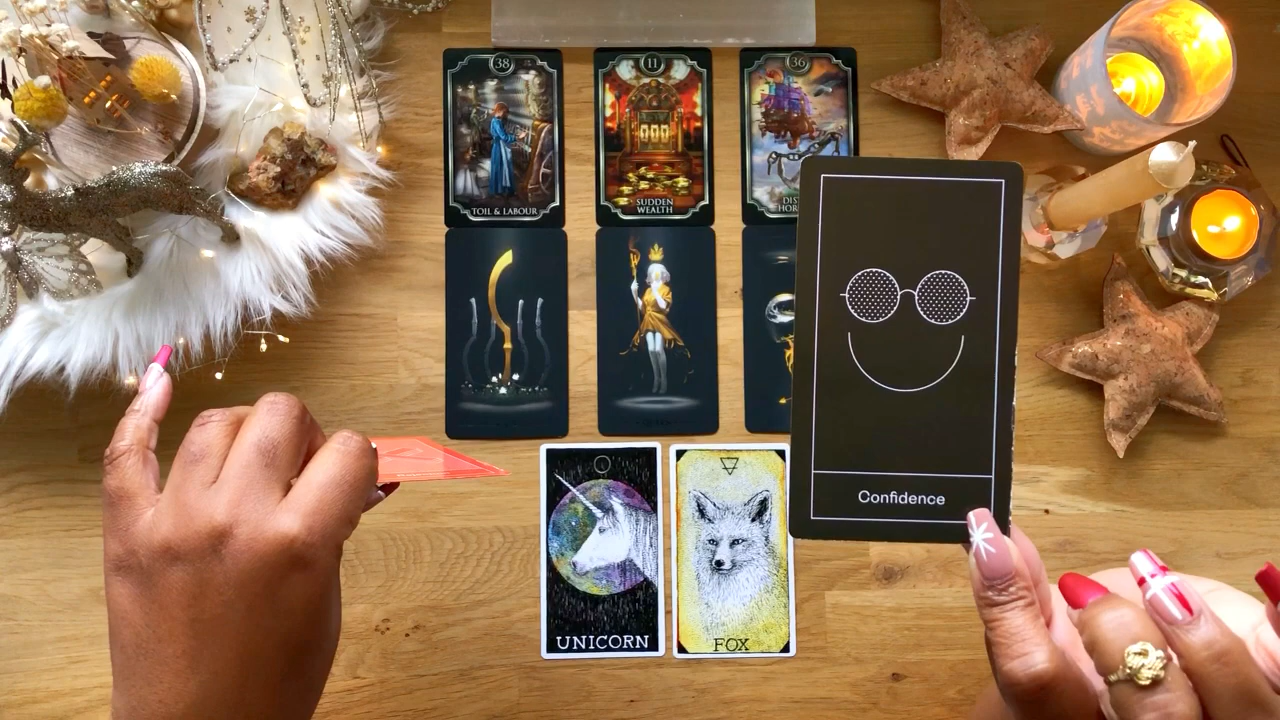 38
TOIL & LABOUR
11
SUDDEN
WEALTH
36
Confidence
UNICORN
FOX